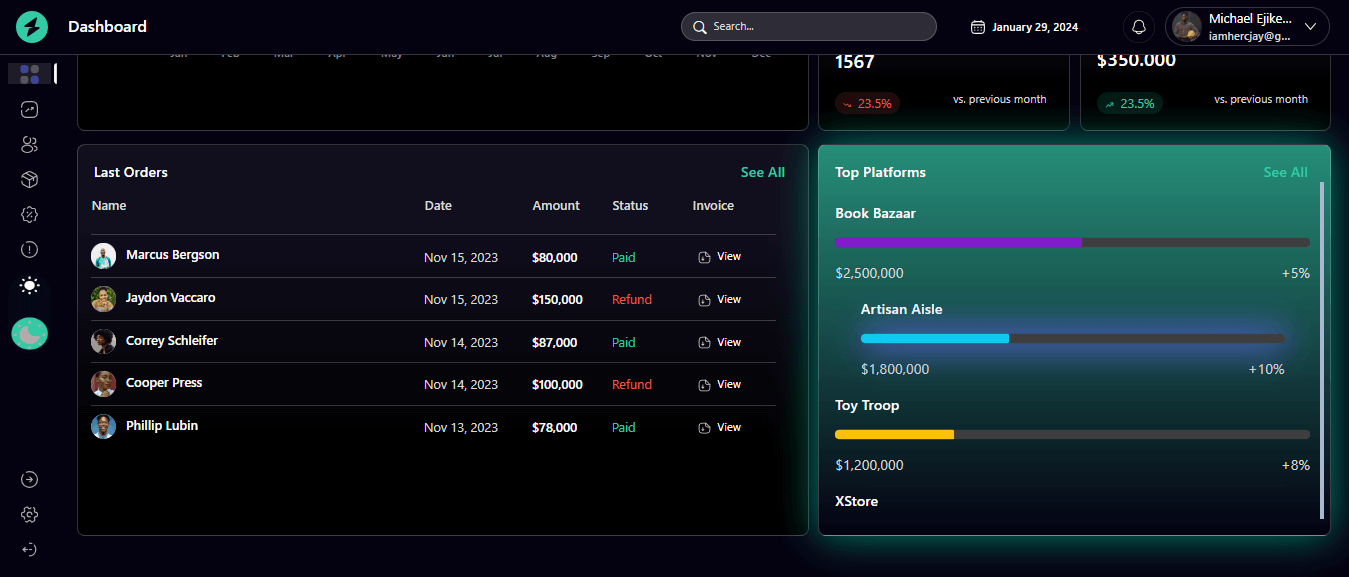 Dashboard
Search...
January 29, 2024
Michael Ejike...
iamhercjay@g...
Jan Feb Mar Apr May Jun Jul Aug Sep Oct Nov Dec
1567
23.5% vs. previous month
$350.000
23.5% vs. previous month
Last Orders See All
Name Date Amount Status Invoice
Marcus Bergson Nov 15, 2023 $80,000 Paid View
Jaydon Vaccaro Nov 15, 2023 $150,000 Refund View
Correy Schleifer Nov 14, 2023 $87,000 Paid View
Cooper Press Nov 14, 2023 $100,000 Refund View
Phillip Lubin Nov 13, 2023 $78,000 Paid View
Top Platforms See All
Book Bazaar
$2,500,000 +5%
Artisan Aisle
$1,800,000 +10%
Toy Troop
$1,200,000 +8%
XStore